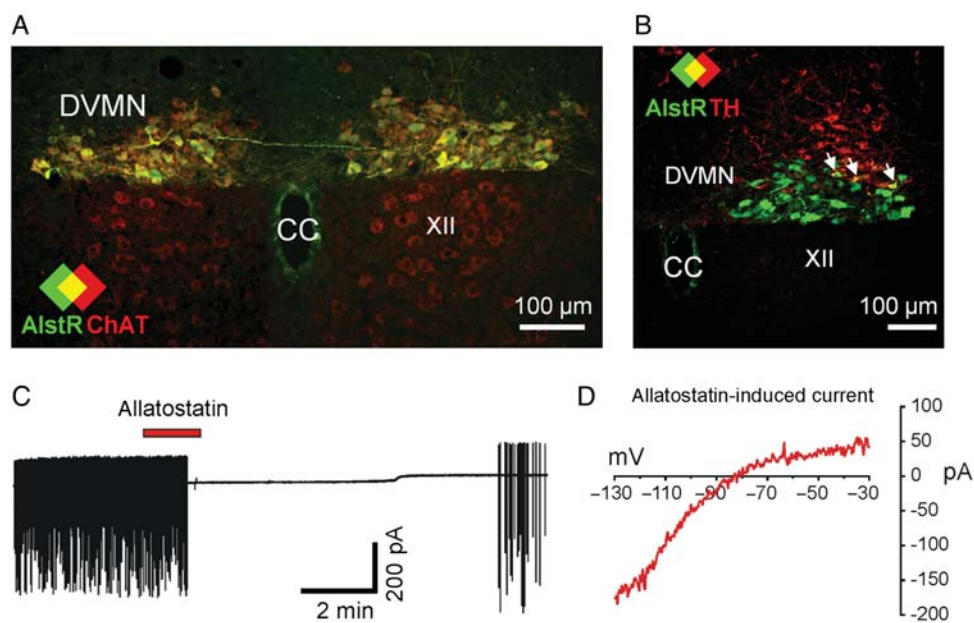 A
DVMN
CC
XII
AlstR ChAT
100 µm
B
AlstR TH
DVMN
CC
XII
100 µm
C
Allatostatin
200 pA
2 min
D
Allatostatin-induced current
mV
pA
100
50
0
−50
−100
−150
−200
−130 −110 −90 −70 −50 −30